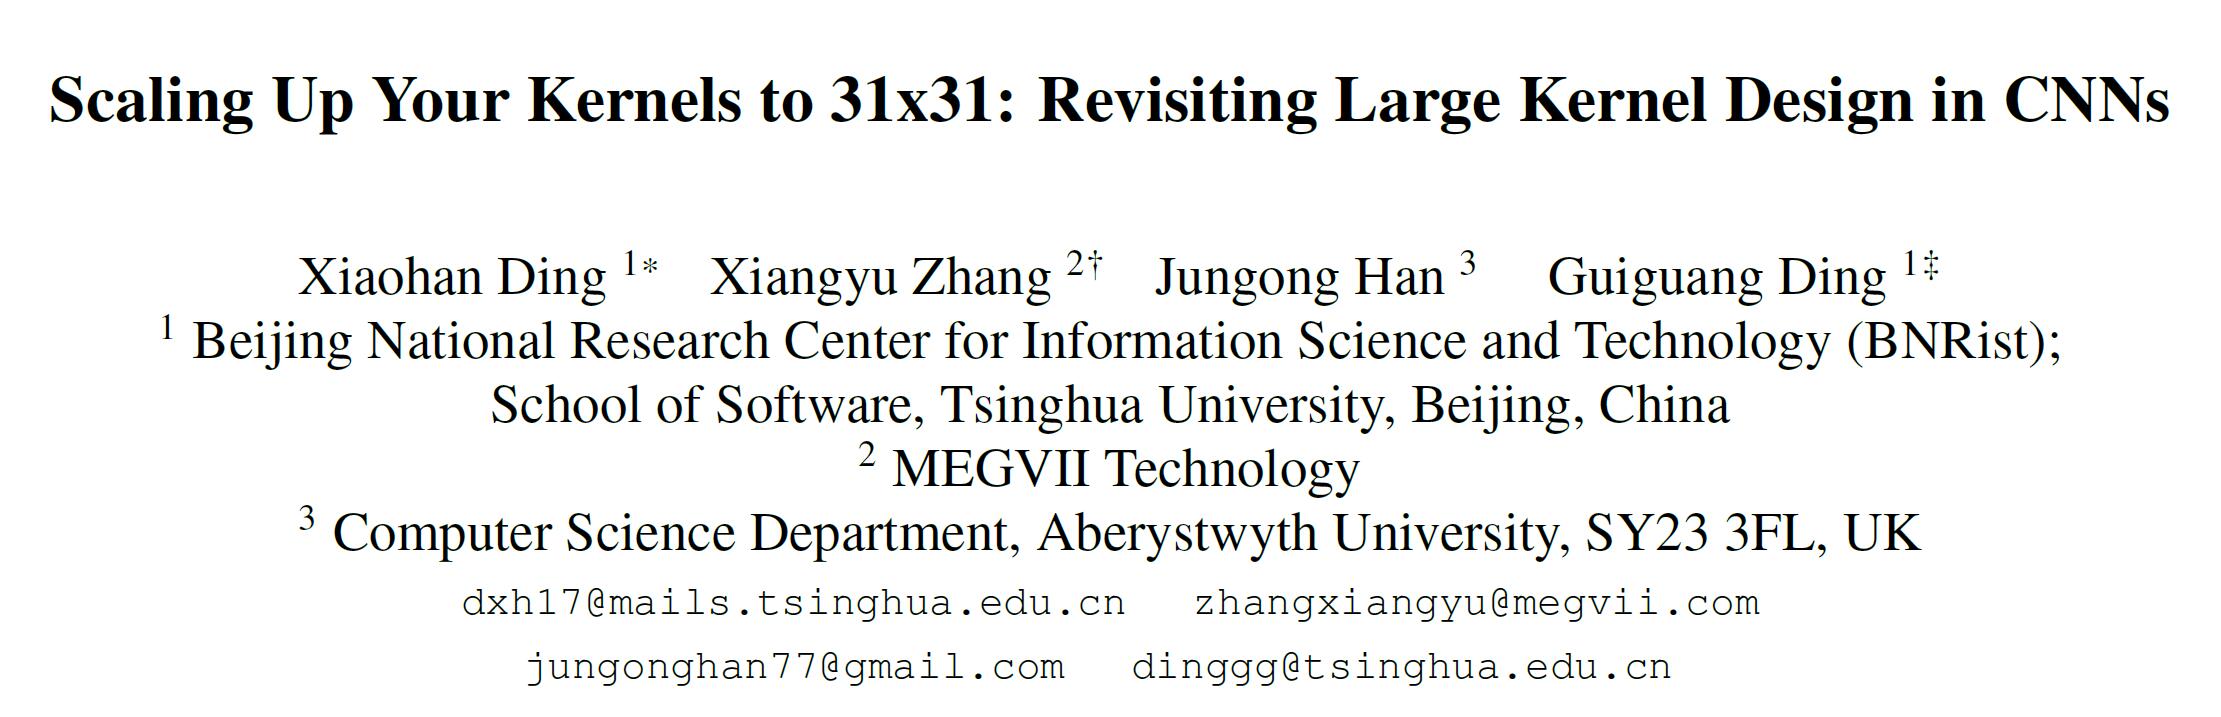 Scaling Up Your Kernels to 31x31: Revisiting Large Kernel Design in CNNs
Xiaohan Ding 1* Xiangyu Zhang 2† Jungong Han 3 Guiguang Ding 1‡
1 Beijing National Research Center for Information Science and Technology (BNRist);
School of Software, Tsinghua University, Beijing, China
2 MEGVII Technology
3 Computer Science Department, Aberystwyth University, SY23 3FL, UK
dxh17@mails.tsinghua.edu.cn zhangxiangyu@megvii.com
jungonghan77@gmail.com dinggg@tsinghua.edu.cn